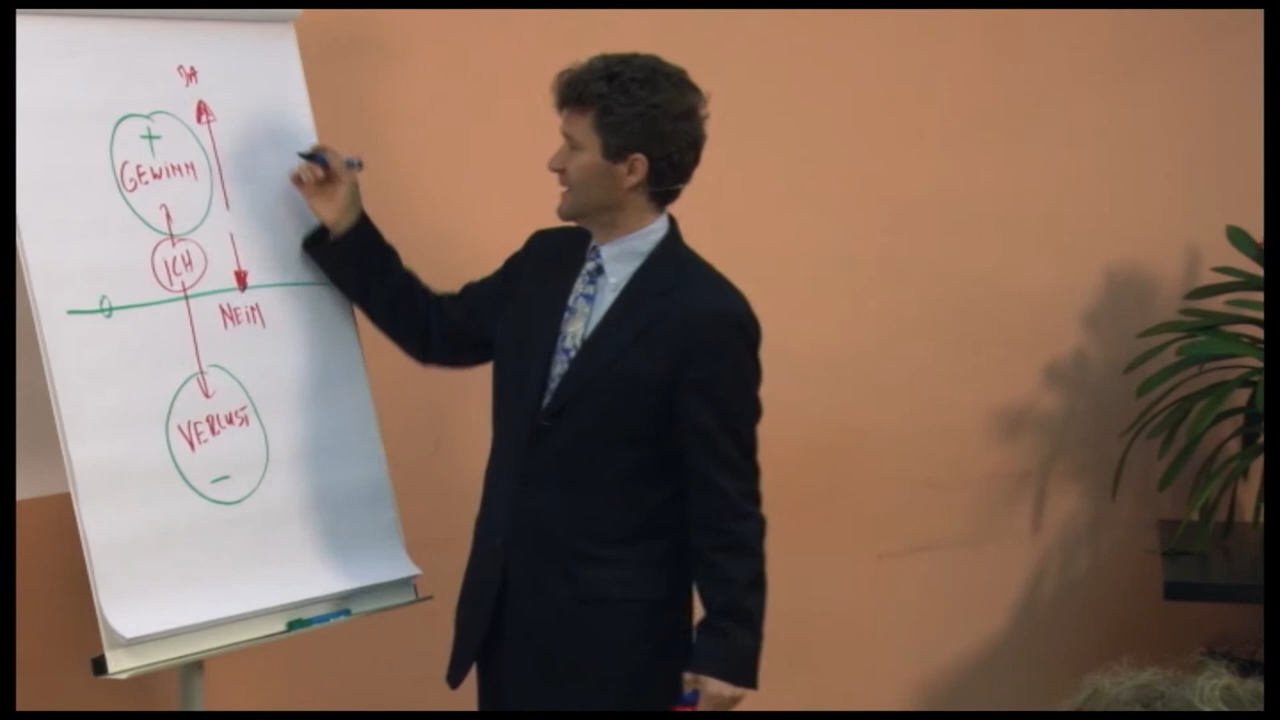 JA
+
GEWINN
ICH
0
NEIN
VERLUST
-